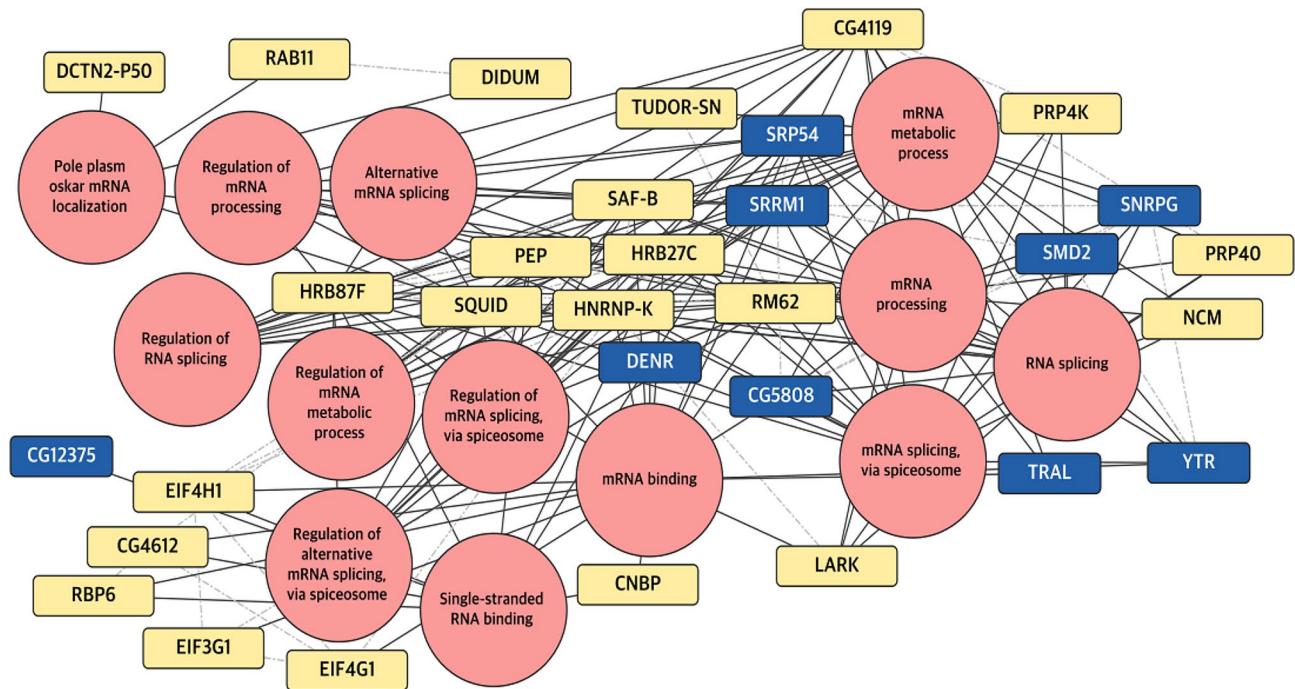 CG4119
RAB11
DCTN2-P50
DIDUM
TUDOR-SN
PRP4K
SRP54
mRNA
metabolic
process
Pole plasm
oskar mRNA
localization
Regulation of
mRNA
processing
Alternative
mRNA splicing
SAF-B
SRRM1
SNRPG
PEP
HRB27C
SMD2
PRP40
HRB87F
SQUID
HNRNP-K
RM62
mRNA
processing
NCM
Regulation of
RNA splicing
DENR
RNA splicing
Regulation of
mRNA
metabolic
process
Regulation of
mRNA splicing,
via spiceosome
CG5808
CG12375
EIF4H1
mRNA binding
mRNA splicing,
via spiceosome
TRAL
YTR
CG4612
Regulation of
alternative
mRNA splicing,
via spiceosome
LARK
RBP6
CNBP
Single-stranded
RNA binding
EIF3G1
EIF4G1